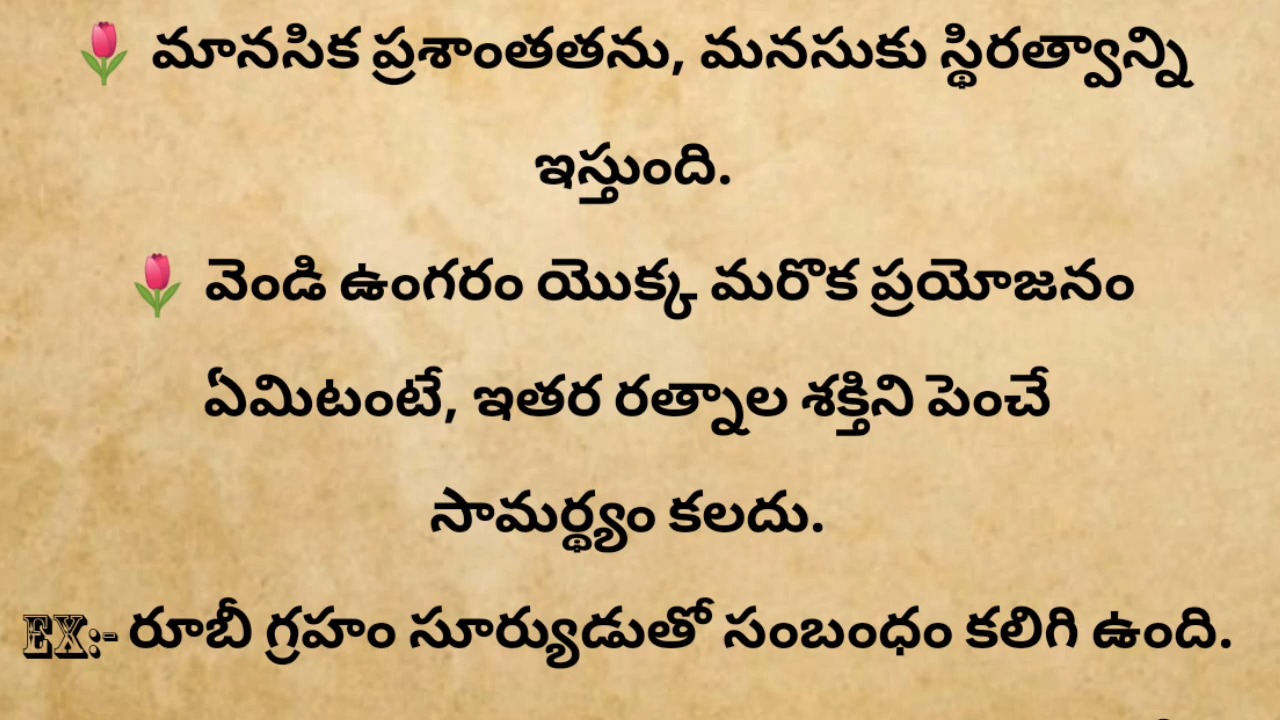 🌷 మానసిక ప్రశాంతతను, మనసుకు స్థిరత్వాన్ని
ఇస్తుంది.
🌷 వెండి ఉంగరం యొక్క మరొక ప్రయోజనం
ఏమిటంటే, ఇతర రత్నాల శక్తిని పెంచే
సామర్థ్యం కలదు.
EX:- రూబీ గ్రహం సూర్యుడుతో సంబంధం కలిగి ఉంది.